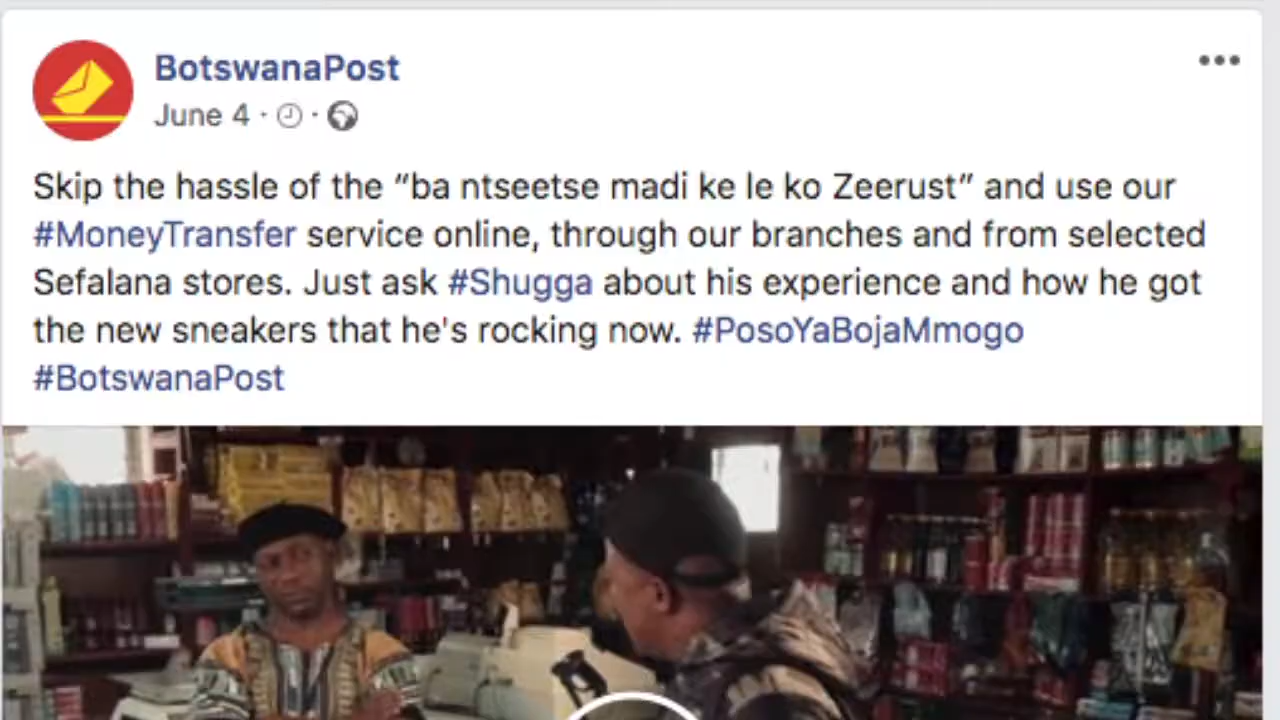 BotswanaPost
June 4 ·  ·
Skip the hassle of the “ba ntseetse madi ke le ko Zeerust” and use our
#MoneyTransfer service online, through our branches and from selected
Sefalana stores. Just ask #Shugga about his experience and how he got
the new sneakers that he's rocking now. #PosoYaBojaMmogo
#BotswanaPost